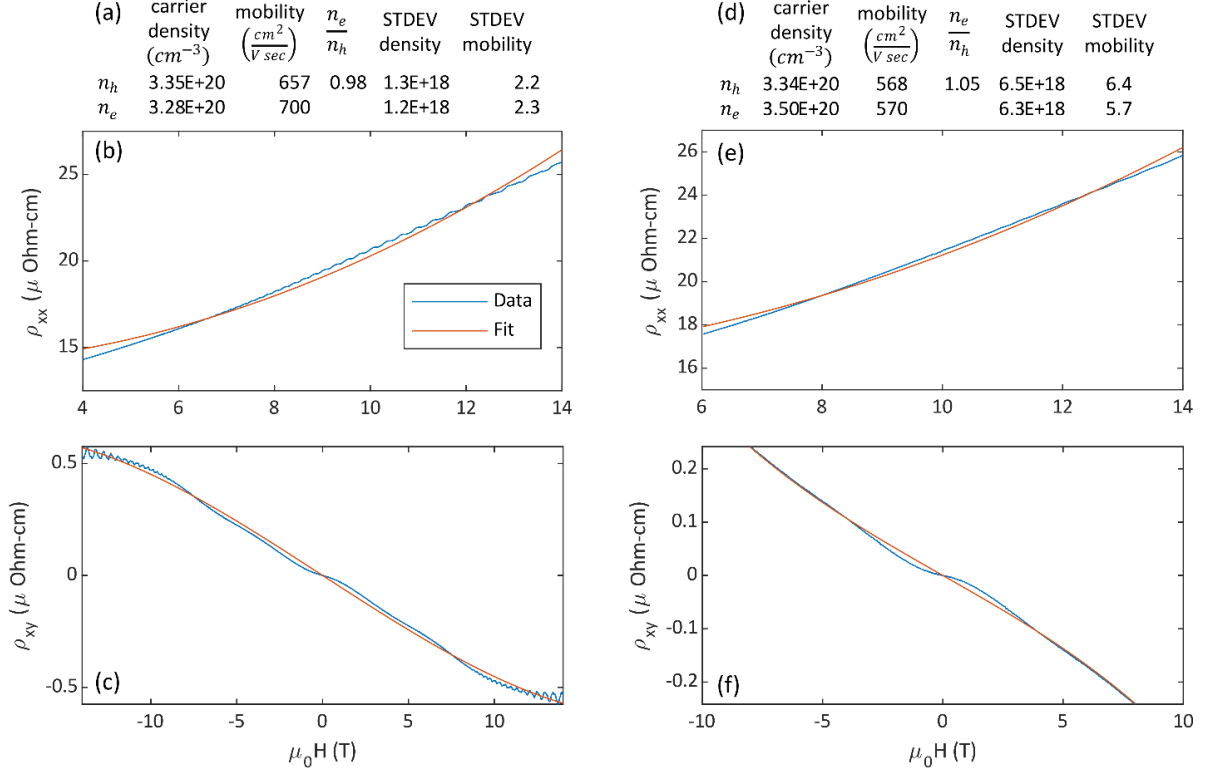 (a)
carrier density (cm⁻³)
mobility (cm²/V sec)
n_e/n_h
STDEV density
STDEV mobility
n_h 3.35E+20 657 0.98 1.3E+18 2.2
n_e 3.28E+20 700 1.2E+18 2.3
(b)
25
20
15
ρ_xx (μ Ohm-cm)
Data
Fit
4 6 8 10 12 14
0.5
0
-0.5
ρ_xy (μ Ohm-cm)
(c)
-10 -5 0 5 10
μ₀H (T)
(d)
carrier density (cm⁻³)
mobility (cm²/V sec)
n_e/n_h
STDEV density
STDEV mobility
n_h 3.34E+20 568 1.05 6.5E+18 6.4
n_e 3.50E+20 570 6.3E+18 5.7
(e)
26
24
22
20
18
16
ρ_xx (μ Ohm-cm)
6 8 10 12 14
0.2
0.1
0
-0.1
-0.2
ρ_xy (μ Ohm-cm)
(f)
-10 -5 0 5 10
μ₀H (T)